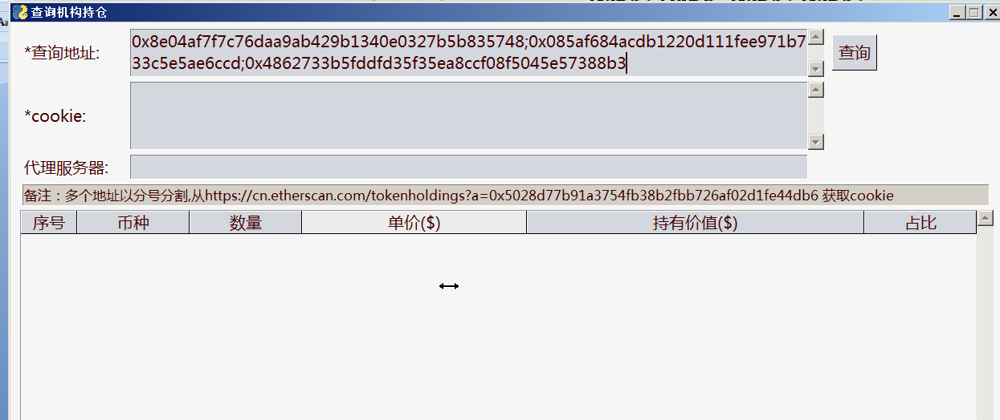 查询机构持仓
*查询地址:
0x8e04af7f7c76daa9ab429b1340e0327b5b835748;0x085af684acdb1220d111fee971b7
33c5e5ae6ccd;0x4862733b5fddfd35f35ea8ccf08f5045e57388b3
查询
*cookie:
代理服务器:
备注：多个地址以分号分割,从https://cn.etherscan.com/tokenholdings?a=0x5028d77b91a3754fb38b2fbb726af02d1fe44db6 获取cookie
序号 币种 数量 单价($) 持有价值($) 占比